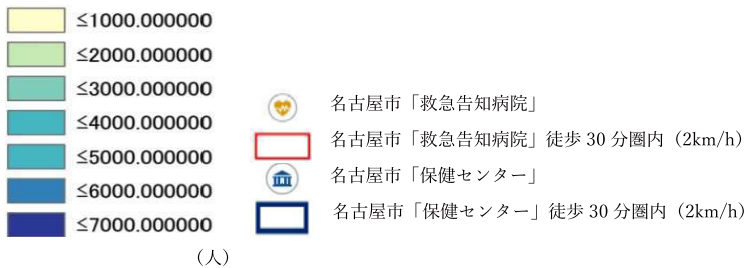 ≤1000.000000
≤2000.000000
≤3000.000000
≤4000.000000
≤5000.000000
≤6000.000000
≤7000.000000
（人）
名古屋市「救急告知病院」
名古屋市「救急告知病院」徒歩 30 分圏内（2km/h）
名古屋市「保健センター」
名古屋市「保健センター」徒歩 30 分圏内（2km/h）